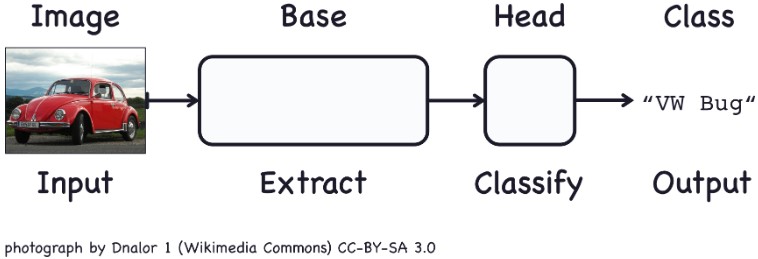 Image Base Head Class
“VW Bug“
Input Extract Classify Output
photograph by Dnalor 1 (Wikimedia Commons) CC-BY-SA 3.0